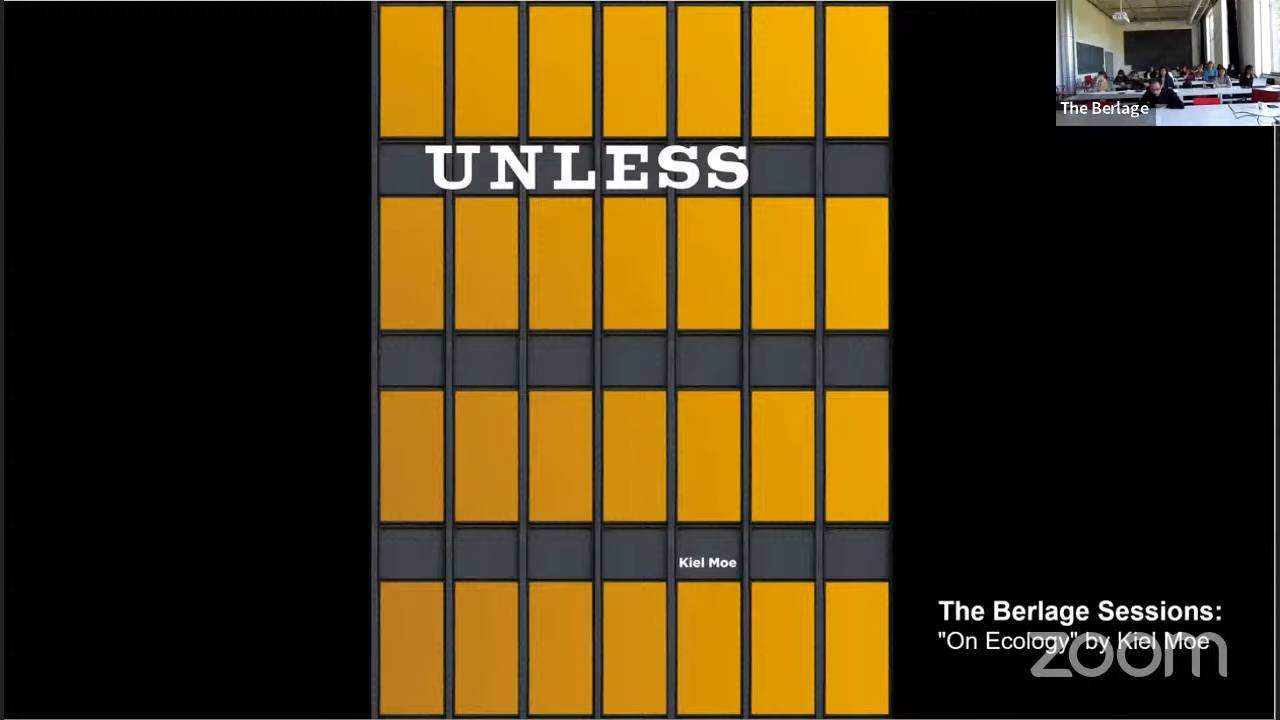 UNLESS
The Berlage
Kiel Moe
The Berlage Sessions:
"On Ecology" by Kiel Moe
zoom